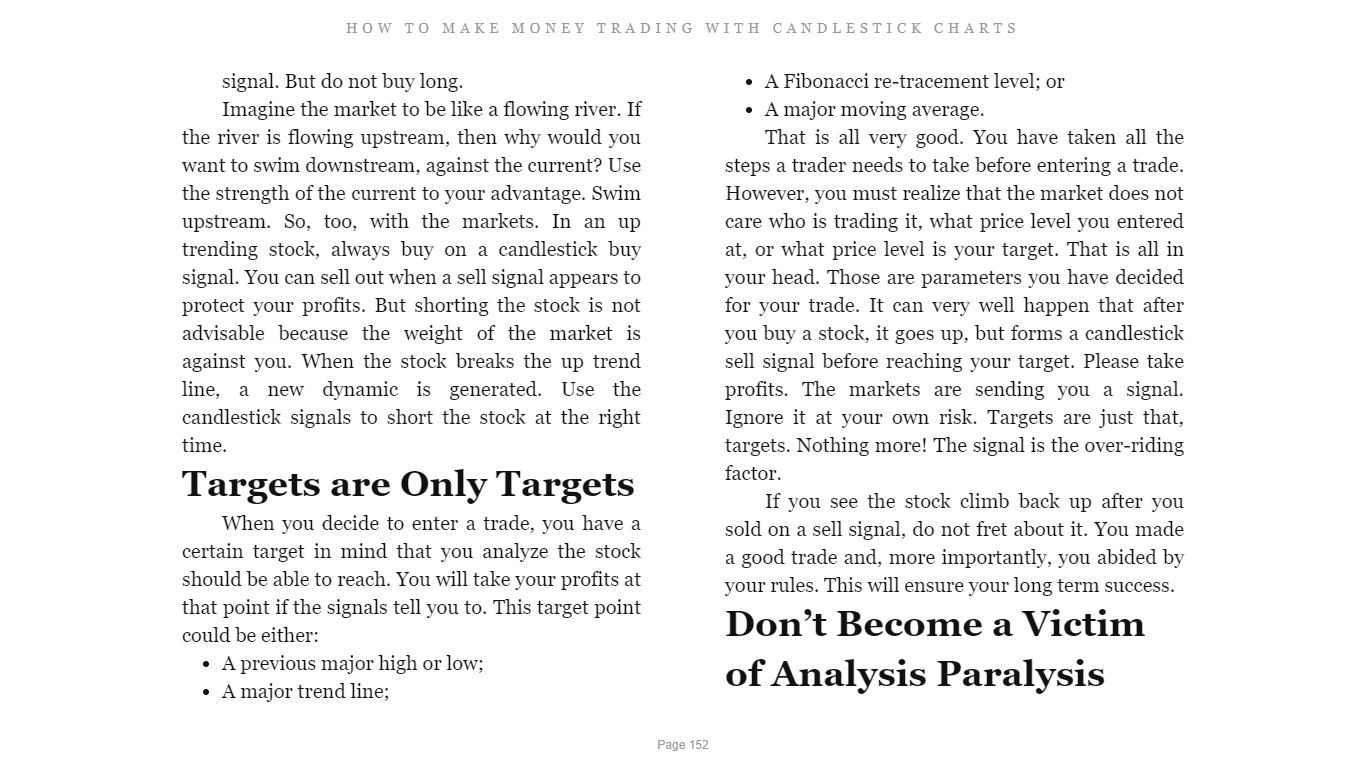 HOW TO MAKE MONEY TRADING WITH CANDLESTICK CHARTS
signal. But do not buy long.
Imagine the market to be like a flowing river. If
the river is flowing upstream, then why would you
want to swim downstream, against the current? Use
the strength of the current to your advantage. Swim
upstream. So, too, with the markets. In an up
trending stock, always buy on a candlestick buy
signal. You can sell out when a sell signal appears to
protect your profits. But shorting the stock is not
advisable because the weight of the market is
against you. When the stock breaks the up trend
line, a new dynamic is generated. Use the
candlestick signals to short the stock at the right
time.
Targets are Only Targets
When you decide to enter a trade, you have a
certain target in mind that you analyze the stock
should be able to reach. You will take your profits at
that point if the signals tell you to. This target point
could be either:
• A previous major high or low;
• A major trend line;
• A Fibonacci re-tracement level; or
• A major moving average.
That is all very good. You have taken all the
steps a trader needs to take before entering a trade.
However, you must realize that the market does not
care who is trading it, what price level you entered
at, or what price level is your target. That is all in
your head. Those are parameters you have decided
for your trade. It can very well happen that after
you buy a stock, it goes up, but forms a candlestick
sell signal before reaching your target. Please take
profits. The markets are sending you a signal.
Ignore it at your own risk. Targets are just that,
targets. Nothing more! The signal is the over-riding
factor.
If you see the stock climb back up after you
sold on a sell signal, do not fret about it. You made
a good trade and, more importantly, you abided by
your rules. This will ensure your long term success.
Don’t Become a Victim
of Analysis Paralysis
Page 152